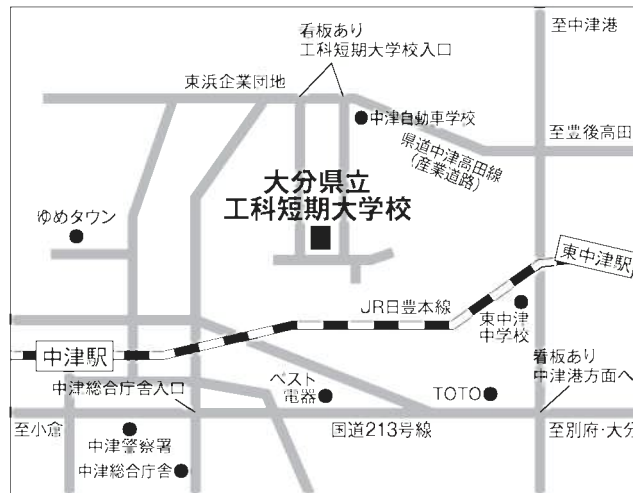 至中津港
看板あり
工科短期大学校入口
東浜企業団地
中津自動車学校
至豊後高田
県道中津高田線
(産業道路)
大分県立
工科短期大学校
ゆめタウン
東中津駅
JR日豊本線
東中津
中学校
中津駅
看板あり
中津港方面へ
中津総合庁舎入口
ベスト
電器
TOTO
至小倉
国道213号線
至別府・大分
中津警察署
中津総合庁舎